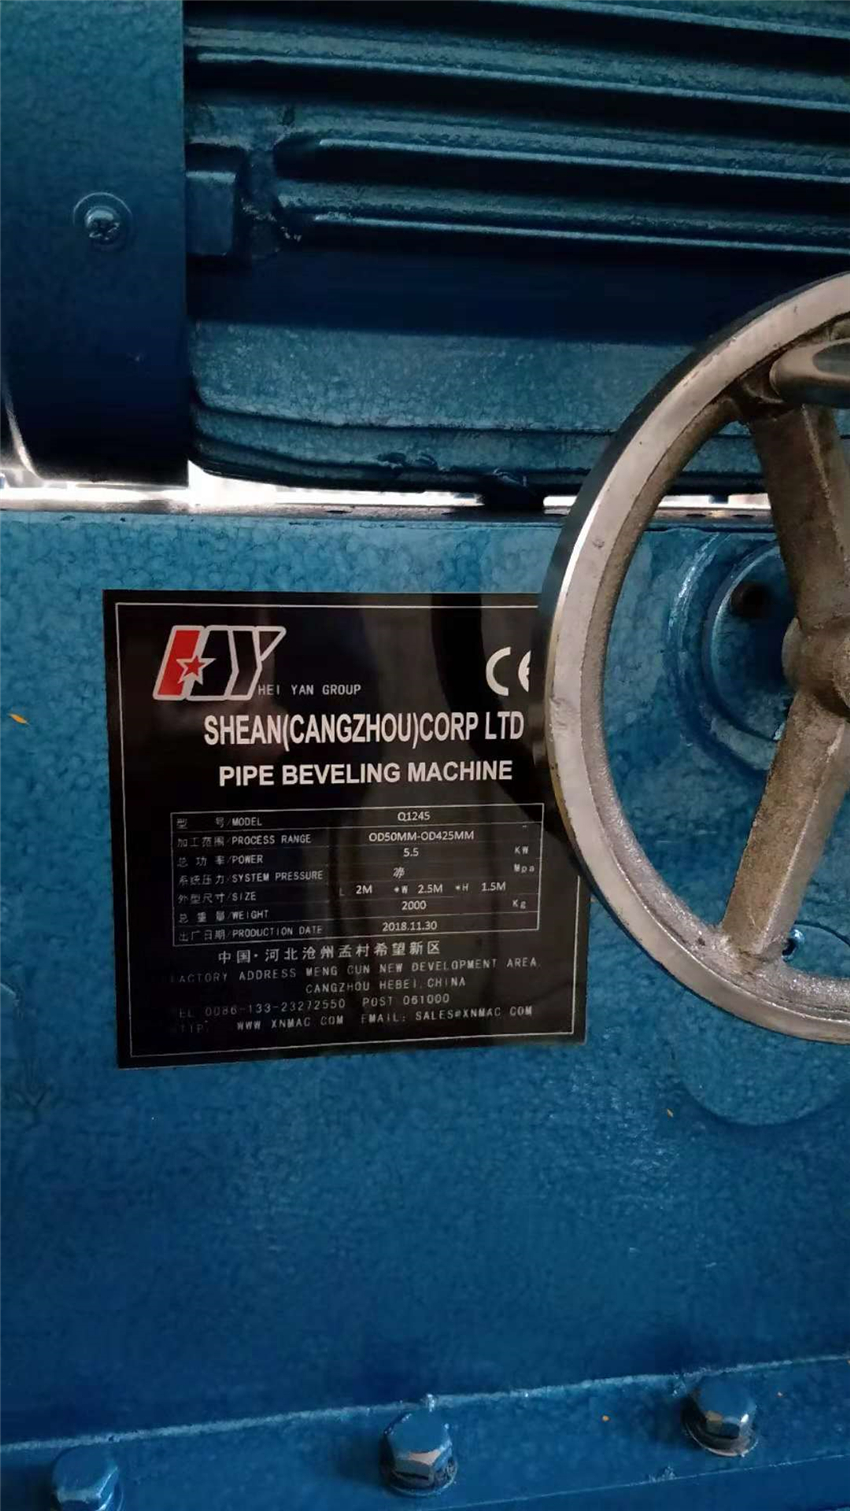 HY
HEI YAN GROUP
CE
SHEAN(CANGZHOU)CORP LTD
PIPE BEVELING MACHINE
型 号/MODEL Q1245
加工范围/PROCESS RANGE OD50MM-OD425MM
总 功 率/POWER 5.5 KW
系统压力/SYSTEM PRESSURE Mpa
外型尺寸/SIZE L 2M *W 2.5M *H 1.5M
总 重 量/WEIGHT 2000 Kg
出厂日期/PRODUCTION DATE 2018.11.30
中国·河北沧州孟村希望新区
FACTORY ADDRESS MENG CUN NEW DEVELOPMENT AREA,
CANGZHOU HEBEI,CHINA
TEL 0086-133-23272550 POST 061000
WWW XNMAC COM EMAIL: SALES@XNMAC COM